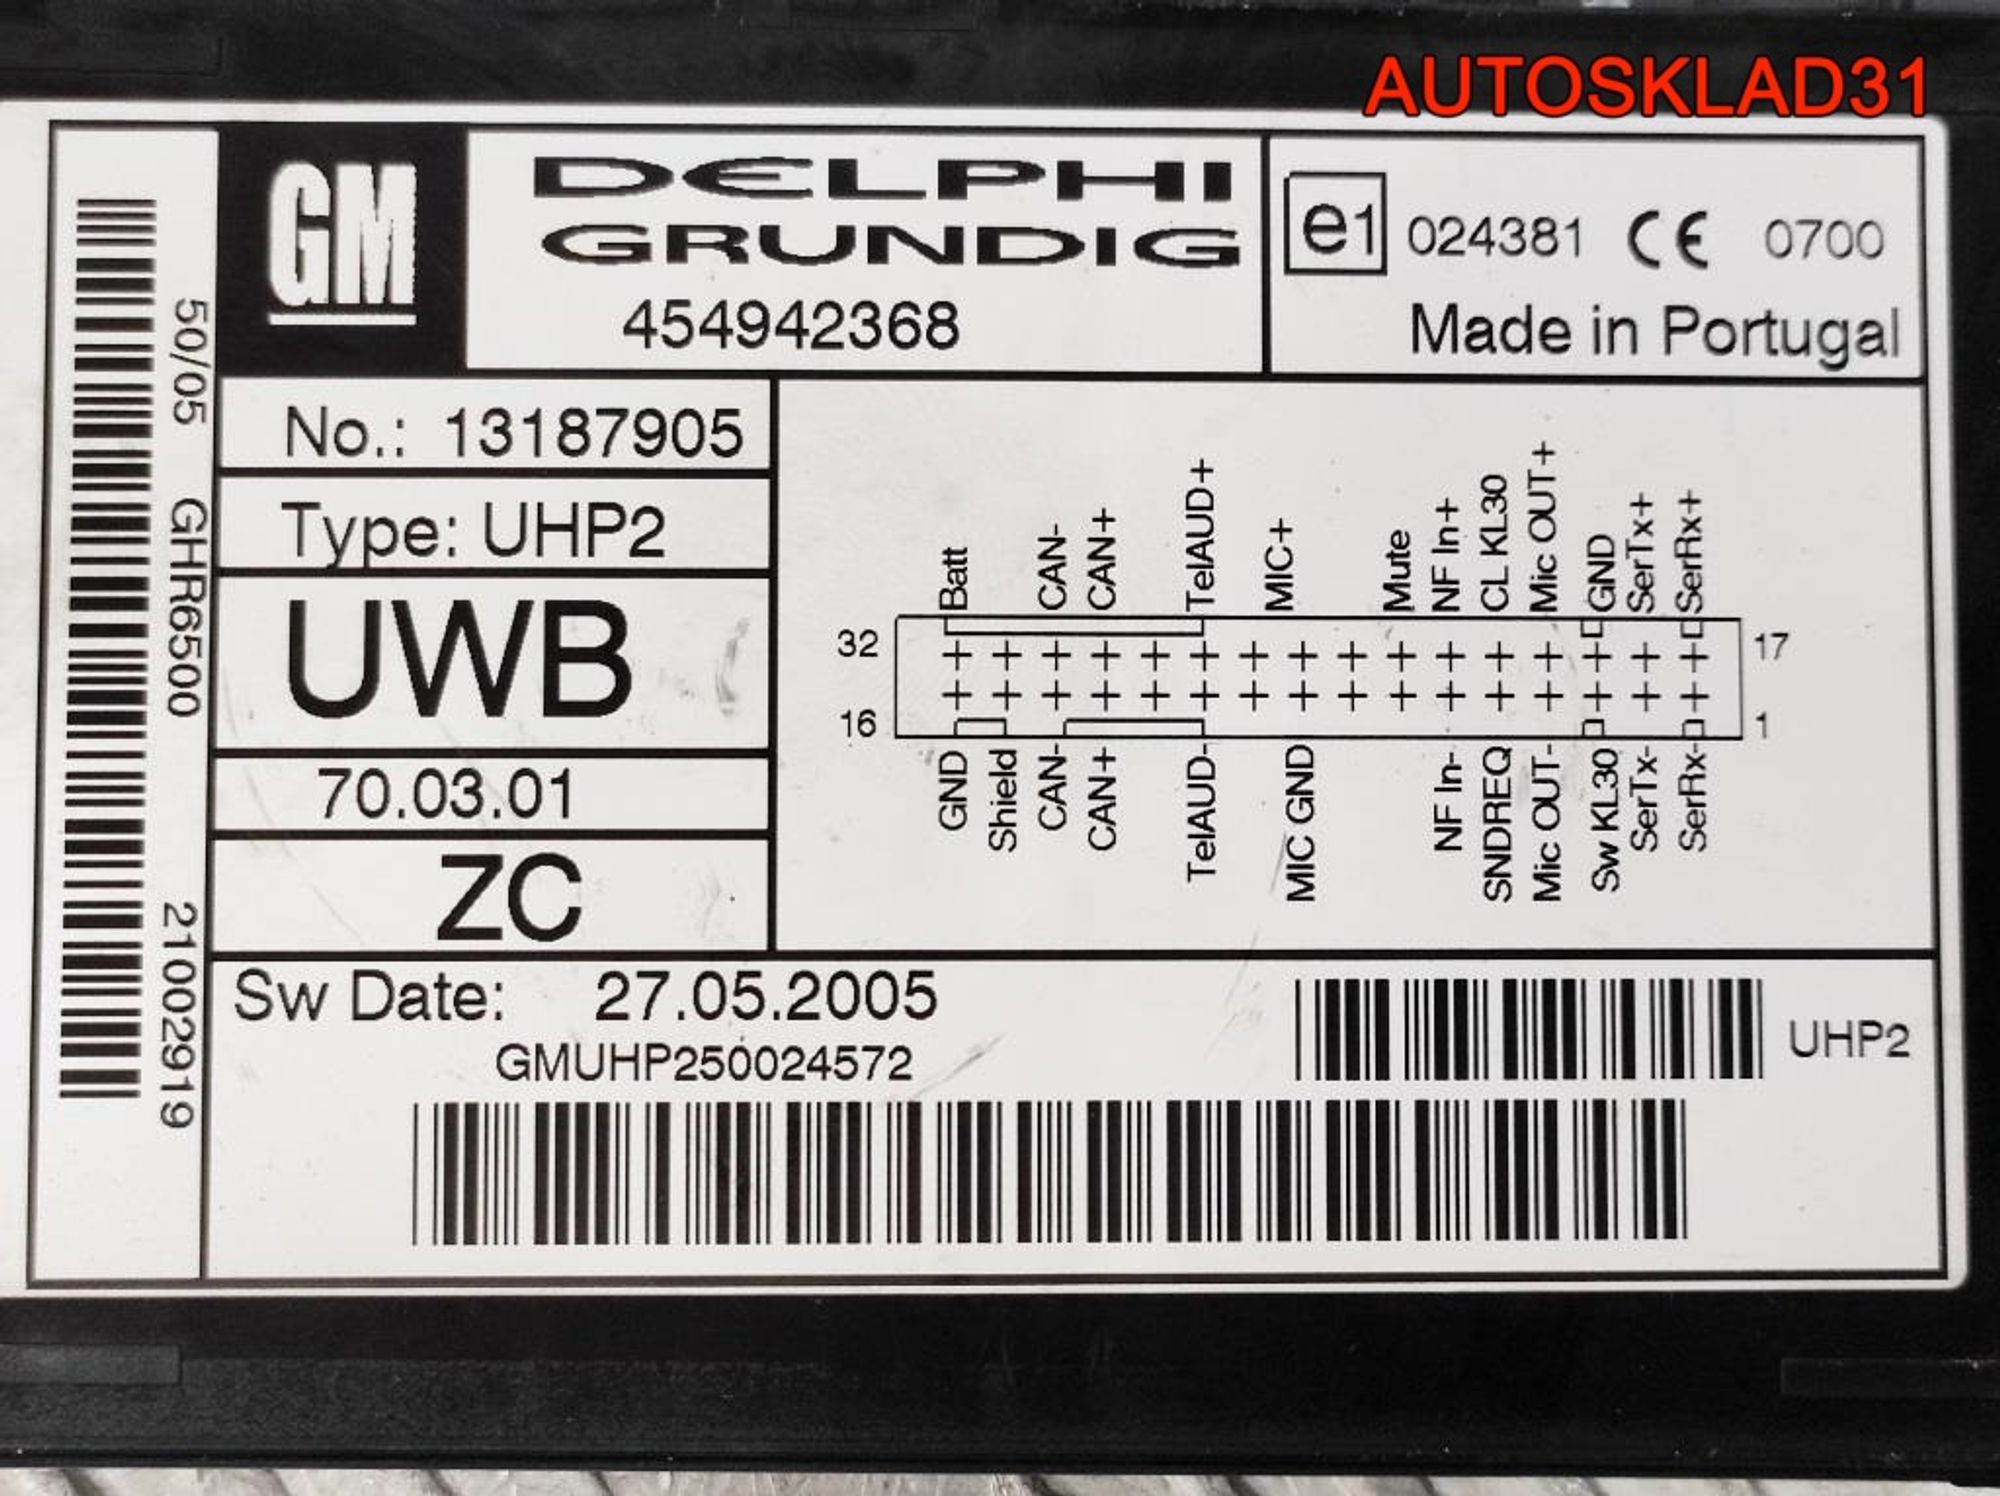 AUTOSKLAD31
50/05 GHR6500 21002919
GM
DELPHI
GRUNDIG
454942368
e1 024381 CE 0700
Made in Portugal
No.: 13187905
Type: UHP2
UWB
70.03.01
ZC
Batt CAN- CAN+ TelAUD+ MIC+ Mute NF In+ CL KL30 Mic OUT+ GND SerTx+ SerRx+
32 17
16 1
GND Shield CAN- CAN+ TelAUD- MIC GND NF In- SNDREQ Mic OUT- Sw KL30 SerTx- SerRx-
Sw Date: 27.05.2005
GMUHP250024572
UHP2